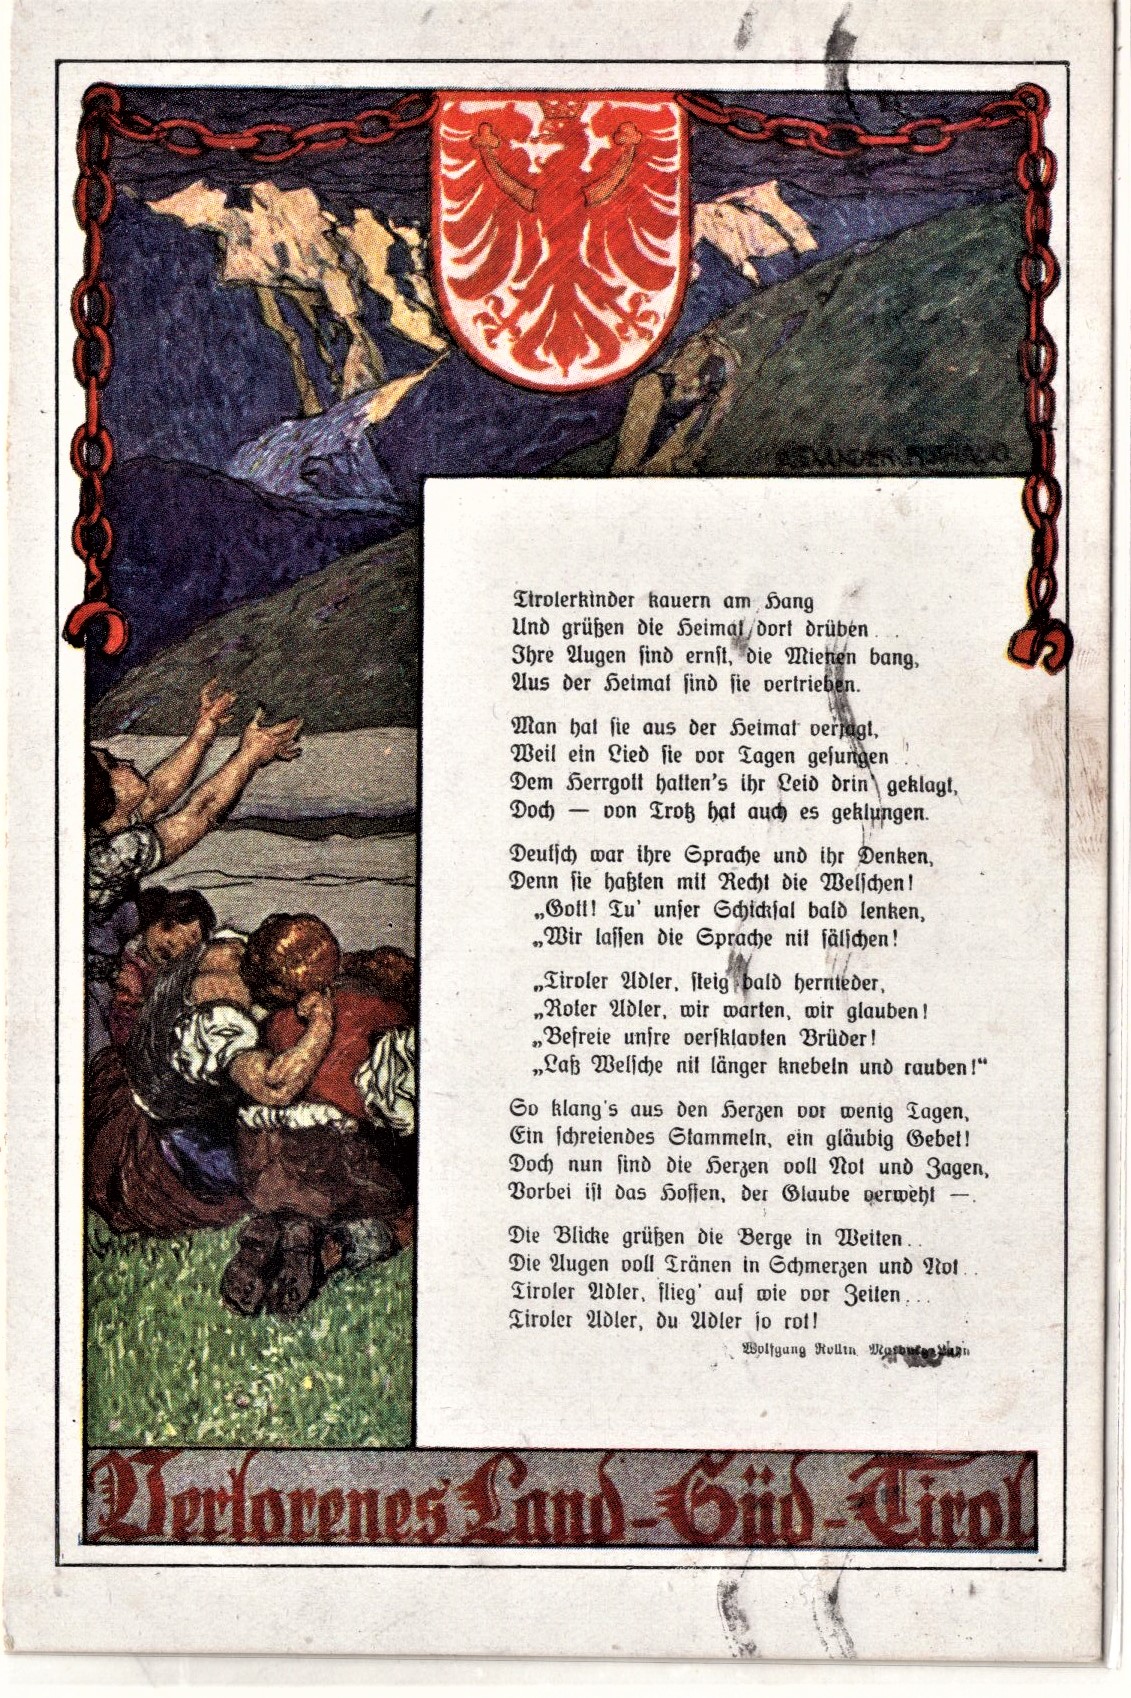 Tirolerkinder kauern am Hang
Und grüßen die Heimat dort drüben . . .
Ihre Augen sind ernst, die Mienen bang,
Aus der Heimat sind sie vertrieben.
Man hat sie aus der Heimat verjagt,
Weil ein Lied sie vor Tagen gesungen . . .
Dem Herrgott hatten's ihr Leid drin geklagt,
Doch — von Trotz hat auch es geklungen.
Deutsch war ihre Sprache und ihr Denken,
Denn sie haßten mit Recht die Welschen!
„Gott! Tu' unser Schicksal bald lenken,
„Wir lassen die Sprache nit fälschen!
„Tiroler Adler, steig bald hernieder,
„Roter Adler, wir warten, wir glauben!
„Befreie unsre versklavten Brüder!
„Laß Welsche nit länger knebeln und rauben!“
So klang's aus den Herzen vor wenig Tagen,
Ein schreiendes Stammeln, ein gläubig Gebet!
Doch nun sind die Herzen voll Not und Zagen,
Vorbei ist das Hoffen, der Glaube verweht —.
Die Blicke grüßen die Berge in Weiten . .
Die Augen voll Tränen in Schmerzen und Not . .
Tiroler Adler, flieg' auf wie vor Zeiten . . .
Tiroler Adler, du Adler so rot!
Wolfgang Rollin
Verlorenes Land - Süd - Tirol